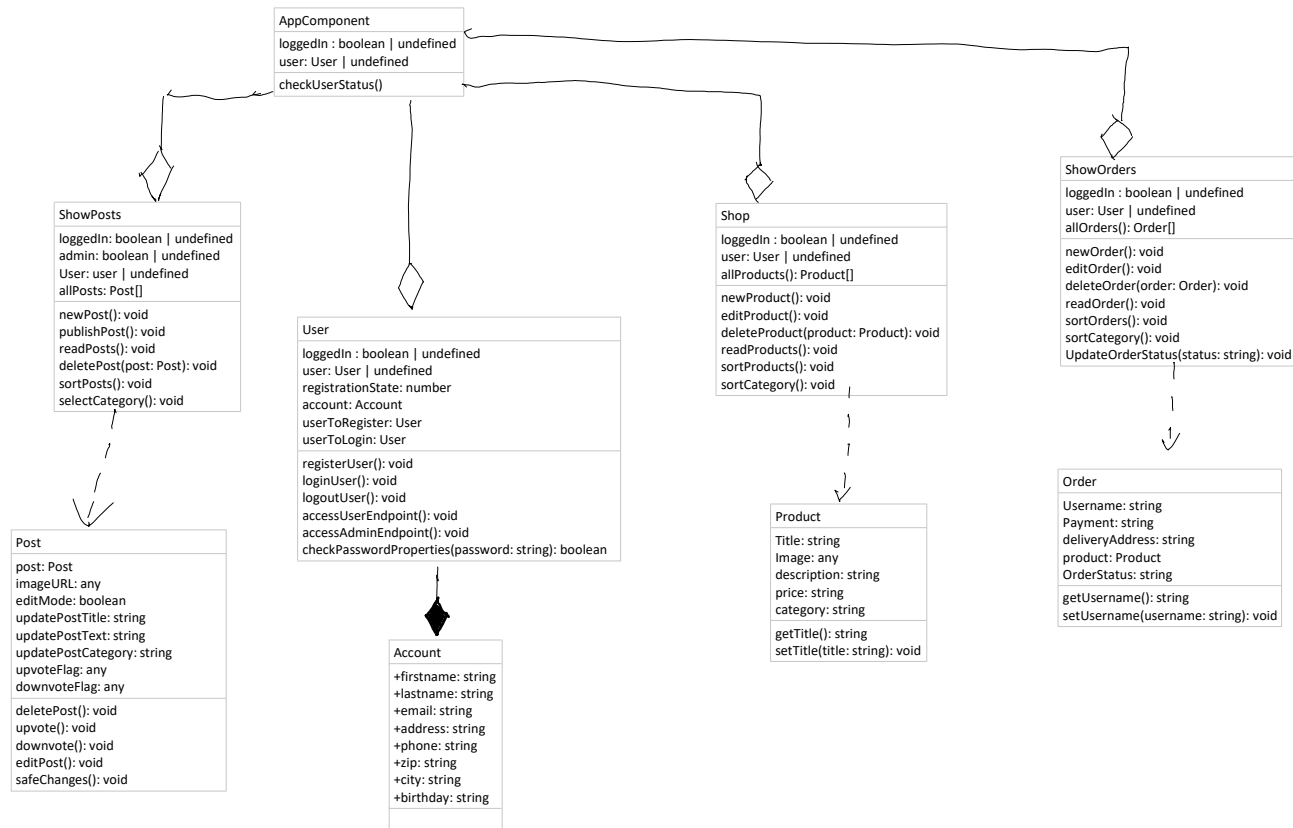 AppComponent
loggedIn : boolean | undefined
user: User | undefined
checkUserStatus()
ShowPosts
loggedIn: boolean | undefined
admin: boolean | undefined
User: user | undefined
allPosts: Post[]
newPost(): void
publishPost(): void
readPosts(): void
deletePost(post: Post): void
sortPosts(): void
selectCategory(): void
User
loggedIn : boolean | undefined
user: User | undefined
registrationState: number
account: Account
userToRegister: User
userToLogin: User
registerUser(): void
loginUser(): void
logoutUser(): void
accessUserEndpoint(): void
accessAdminEndpoint(): void
checkPasswordProperties(password: string): boolean
Shop
loggedIn : boolean | undefined
user: User | undefined
allProducts(): Product[]
newProduct(): void
editProduct(): void
deleteProduct(product: Product): void
readProducts(): void
sortProducts(): void
sortCategory(): void
ShowOrders
loggedIn : boolean | undefined
user: User | undefined
allOrders(): Order[]
newOrder(): void
editOrder(): void
deleteOrder(order: Order): void
readOrder(): void
sortOrders(): void
sortCategory(): void
UpdateOrderStatus(status: string): void
Post
post: Post
imageURL: any
editMode: boolean
updatePostTitle: string
updatePostText: string
updatePostCategory: string
upvoteFlag: any
downvoteFlag: any
deletePost(): void
upvote(): void
downvote(): void
editPost(): void
safeChanges(): void
Account
+firstname: string
+lastname: string
+email: string
+address: string
+phone: string
+zip: string
+city: string
+birthday: string
Product
Title: string
Image: any
description: string
price: string
category: string
getTitle(): string
setTitle(title: string): void
Order
Username: string
Payment: string
deliveryAddress: string
product: Product
OrderStatus: string
getUsername(): string
setUsername(username: string): void